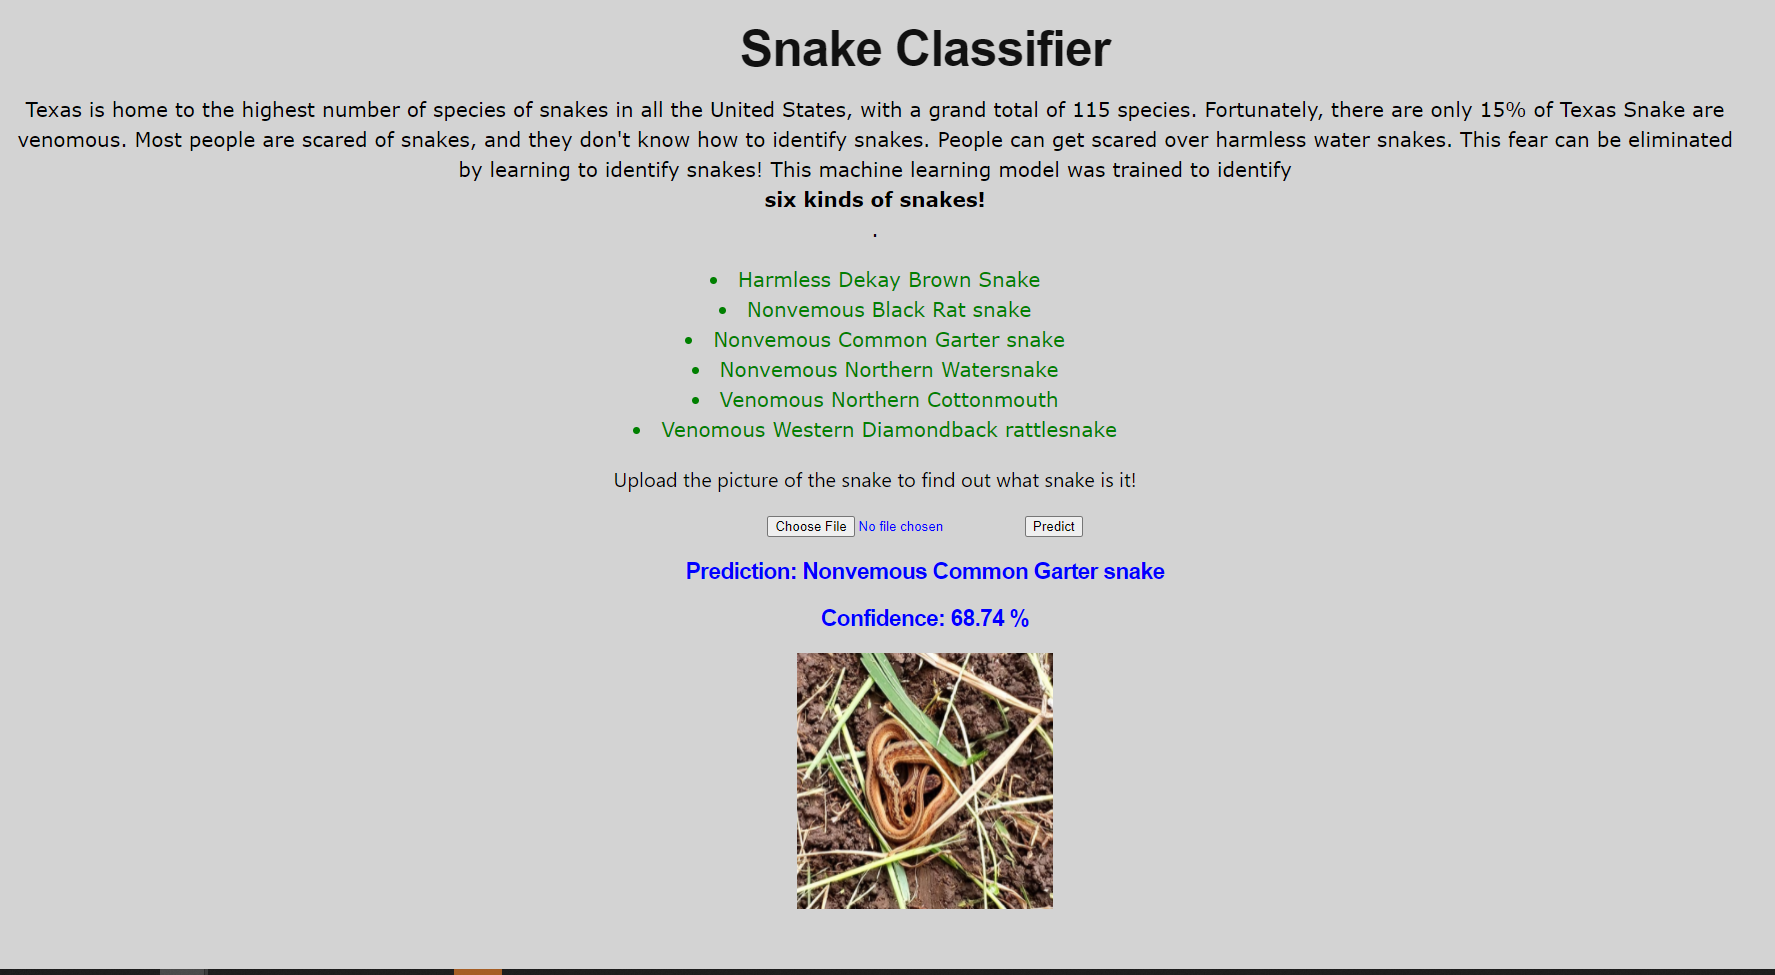 Snake Classifier
Texas is home to the highest number of species of snakes in all the United States, with a grand total of 115 species. Fortunately, there are only 15% of Texas Snake are
venomous. Most people are scared of snakes, and they don't know how to identify snakes. People can get scared over harmless water snakes. This fear can be eliminated
by learning to identify snakes! This machine learning model was trained to identify
six kinds of snakes!
.
• Harmless Dekay Brown Snake
• Nonvemous Black Rat snake
• Nonvemous Common Garter snake
• Nonvemous Northern Watersnake
• Venomous Northern Cottonmouth
• Venomous Western Diamondback rattlesnake
Upload the picture of the snake to find out what snake is it!
Choose File No file chosen Predict
Prediction: Nonvemous Common Garter snake
Confidence: 68.74 %